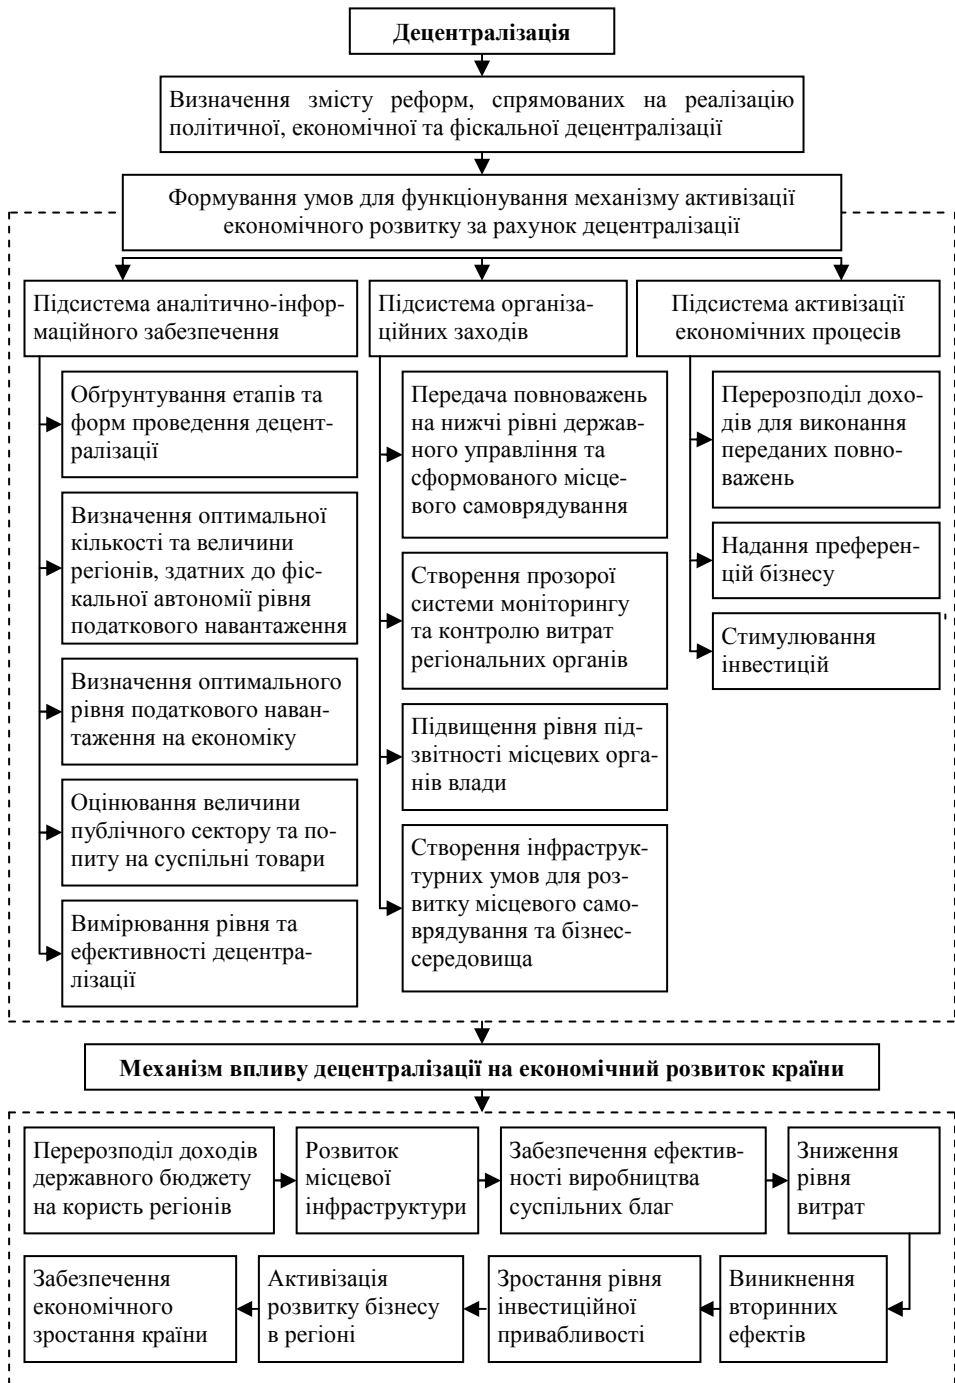 Децентралізація
Визначення змісту реформ, спрямованих на реалізацію
політичної, економічної та фіскальної децентралізації
Формування умов для функціонування механізму активізації
економічного розвитку за рахунок децентралізації
Підсистема аналітично-інфор-
маційного забезпечення
Обґрунтування етапів та
форм проведення децент-
ралізації
Визначення оптимальної
кількості та величини
регіонів, здатних до фіс-
кальної автономії рівня
податкового навантаження
Визначення оптимального
рівня податкового наван-
таження на економіку
Оцінювання величини
публічного сектору та по-
питу на суспільні товари
Вимірювання рівня та
ефективності децентра-
лізації
Підсистема організа-
ційних заходів
Передача повноважень
на нижчі рівні держав-
ного управління та
сформованого місце-
вого самоврядування
Створення прозорої
системи моніторингу
та контролю витрат
регіональних органів
Підвищення рівня під-
звітності місцевих орга-
нів влади
Створення інфраструк-
турних умов для роз-
витку місцевого само-
врядування та бізнес-
середовища
Підсистема активізації
економічних процесів
Перерозподіл дохо-
дів для виконання
переданих повно-
важень
Надання преферен-
цій бізнесу
Стимулювання
інвестицій
Механізм впливу децентралізації на економічний розвиток країни
Перерозподіл доходів
державного бюджету
на користь регіонів
Розвиток
місцевої
інфраструктури
Забезпечення ефектив-
ності виробництва
суспільних благ
Зниження
рівня
витрат
Виникнення
вторинних
ефектів
Зростання рівня
інвестиційної
привабливості
Активізація
розвитку бізнесу
в регіоні
Забезпечення
економічного
зростання країни